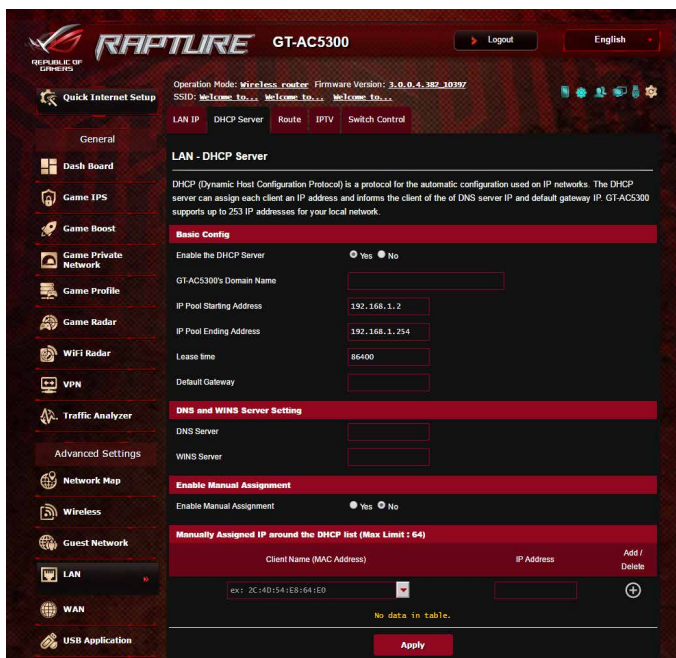 REPUBLIC OF
GAMERS
RAPTURE
GT-AC5300
Logout
English
Quick Internet Setup
General
Dash Board
Game IPS
Game Boost
Game Private
Network
Game Profile
Game Radar
WiFi Radar
VPN
Traffic Analyzer
Advanced Settings
Network Map
Wireless
Guest Network
LAN
WAN
USB Application
Operation Mode: Wireless router Firmware Version: 3.0.0.4.382_10397
SSID: Welcome to... Welcome to... Welcome to...
LAN IP DHCP Server Route IPTV Switch Control
LAN - DHCP Server
DHCP (Dynamic Host Configuration Protocol) is a protocol for the automatic configuration used on IP networks. The DHCP
server can assign each client an IP address and informs the client of the of DNS server IP and default gateway IP. GT-AC5300
supports up to 253 IP addresses for your local network.
Basic Config
Enable the DHCP Server Yes No
GT-AC5300's Domain Name
IP Pool Starting Address 192.168.1.2
IP Pool Ending Address 192.168.1.254
Lease time 86400
Default Gateway
DNS and WINS Server Setting
DNS Server
WINS Server
Enable Manual Assignment
Enable Manual Assignment Yes No
Manually Assigned IP around the DHCP list (Max Limit : 64)
Client Name (MAC Address) IP Address Add /
Delete
ex: 2C:4D:54:E8:64:E0
No data in table.
Apply